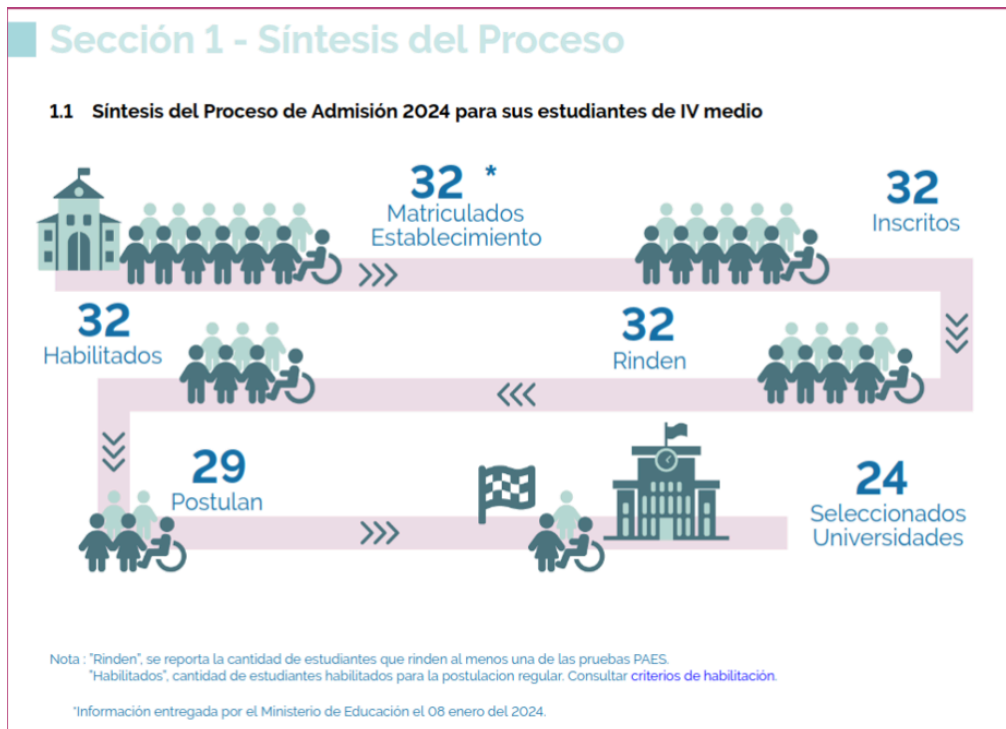 Sección 1 - Síntesis del Proceso
1.1 Síntesis del Proceso de Admisión 2024 para sus estudiantes de IV medio
32 *
Matriculados
Establecimiento
32
Inscritos
32
Rinden
32
Habilitados
29
Postulan
24
Seleccionados
Universidades
Nota : "Rinden", se reporta la cantidad de estudiantes que rinden al menos una de las pruebas PAES.
"Habilitados", cantidad de estudiantes habilitados para la postulacion regular. Consultar criterios de habilitación.
*Información entregada por el Ministerio de Educación el 08 enero del 2024.